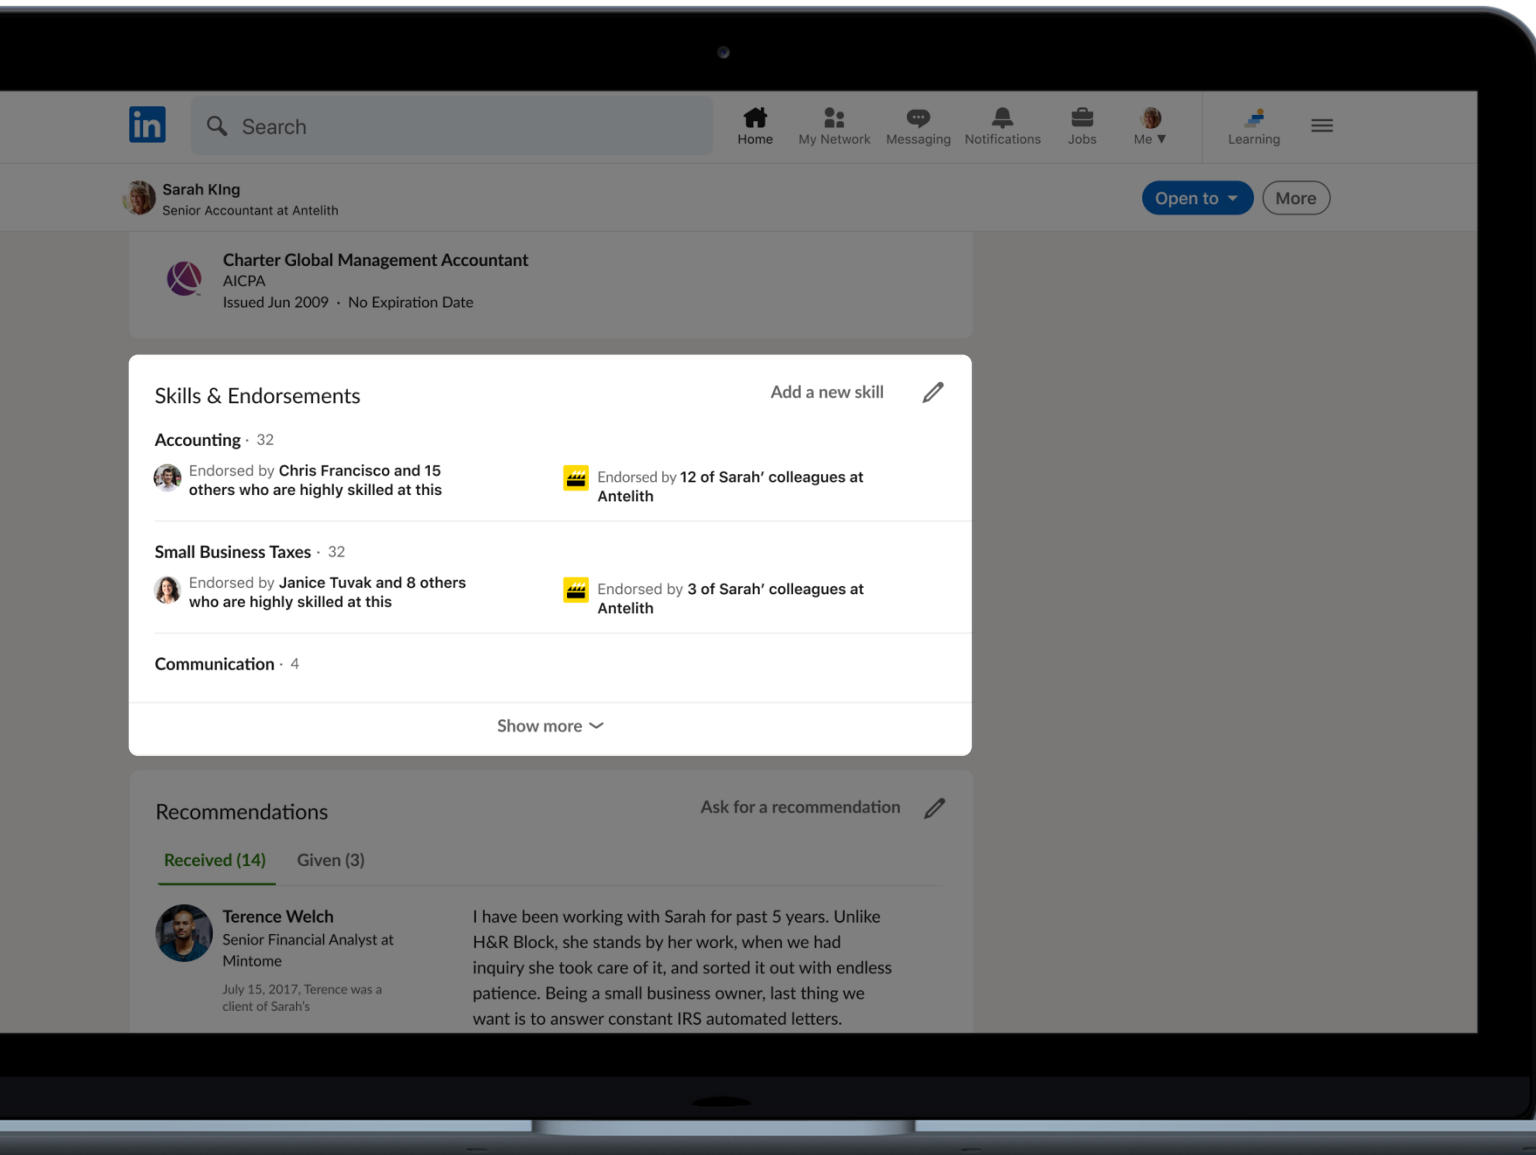 in
Search
Home
My Network
Messaging
Notifications
Jobs
Me ▼
Learning
Sarah KIng
Senior Accountant at Antelith
Open to
More
Charter Global Management Accountant
AICPA
Issued Jun 2009 · No Expiration Date
Skills & Endorsements
Add a new skill
Accounting · 32
Endorsed by Chris Francisco and 15
others who are highly skilled at this
Endorsed by 12 of Sarah’ colleagues at
Antelith
Small Business Taxes · 32
Endorsed by Janice Tuvak and 8 others
who are highly skilled at this
Endorsed by 3 of Sarah’ colleagues at
Antelith
Communication · 4
Show more
Recommendations
Ask for a recommendation
Received (14)
Given (3)
Terence Welch
Senior Financial Analyst at
Mintome
July 15, 2017, Terence was a
client of Sarah’s
I have been working with Sarah for past 5 years. Unlike
H&R Block, she stands by her work, when we had
inquiry she took care of it, and sorted it out with endless
patience. Being a small business owner, last thing we
want is to answer constant IRS automated letters.